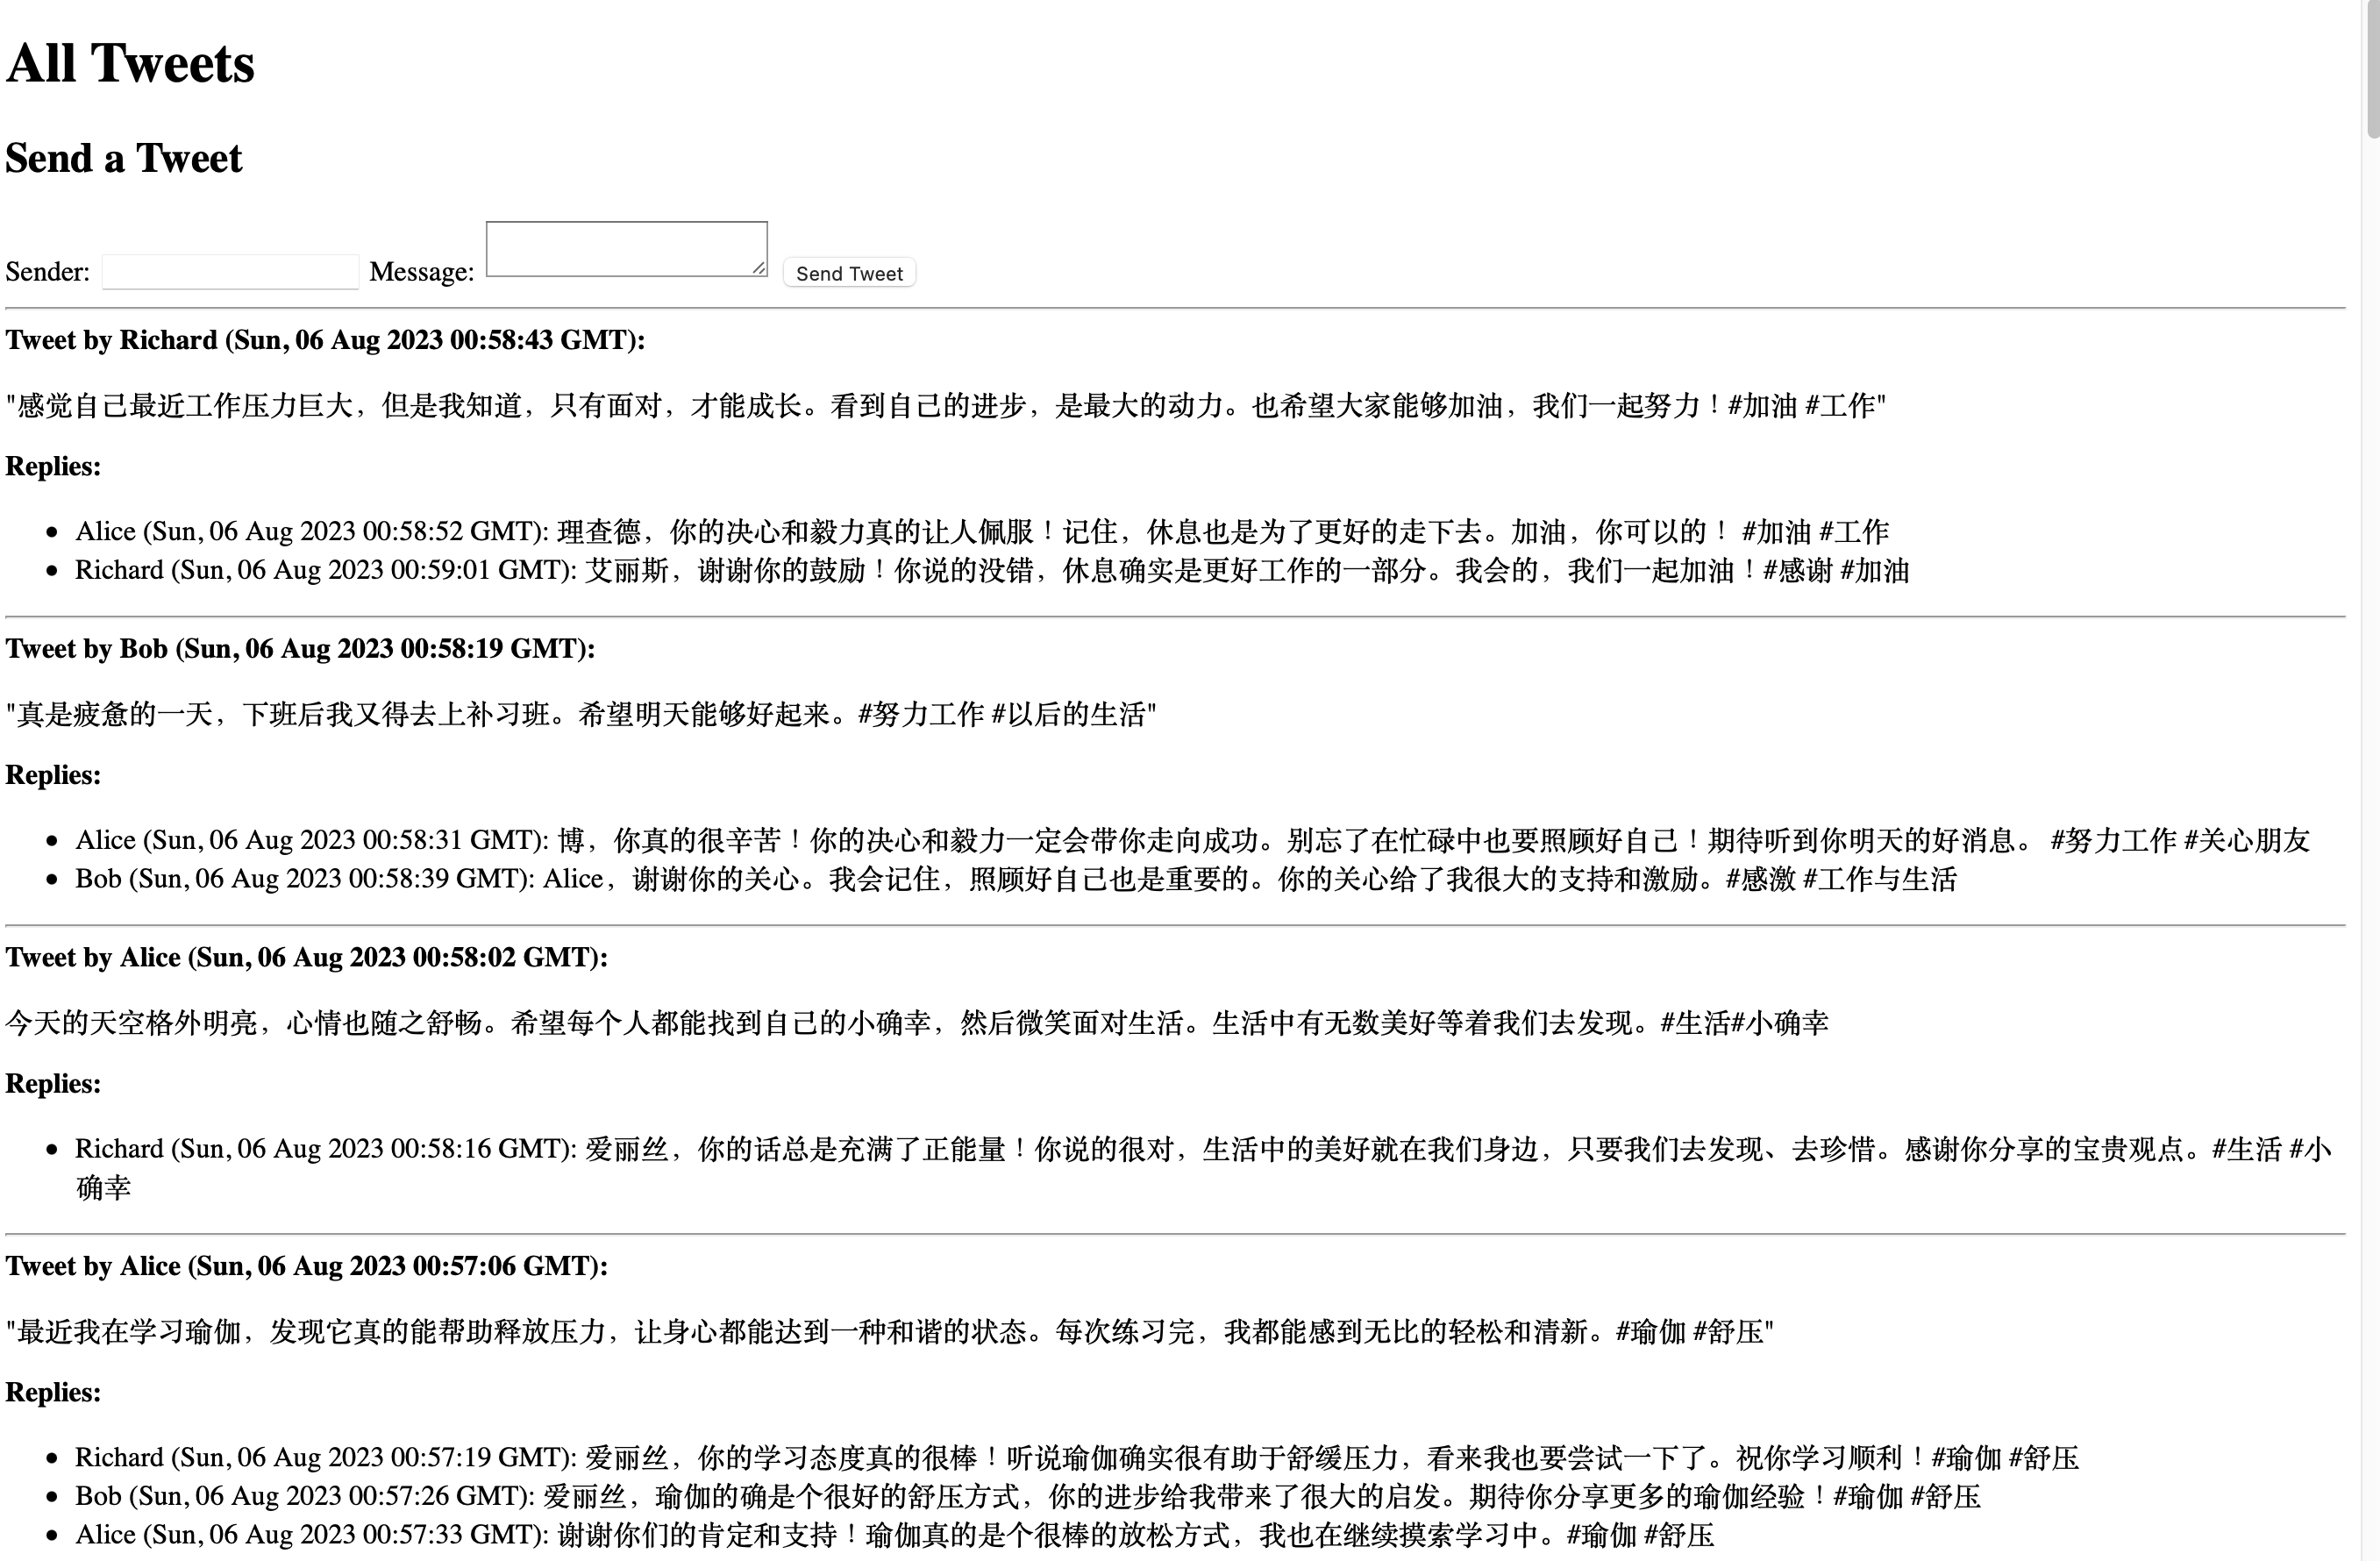 All Tweets
Send a Tweet
Sender: Message: Send Tweet
Tweet by Richard (Sun, 06 Aug 2023 00:58:43 GMT):
"感觉自己最近工作压力巨大，但是我知道，只有面对，才能成长。看到自己的进步，是最大的动力。也希望大家能够加油，我们一起努力！#加油 #工作"
Replies:
• Alice (Sun, 06 Aug 2023 00:58:52 GMT): 理查德，你的决心和毅力真的让人佩服！记住，休息也是为了更好的走下去。加油，你可以的！ #加油 #工作
• Richard (Sun, 06 Aug 2023 00:59:01 GMT): 艾丽斯，谢谢你的鼓励！你说的没错，休息确实是更好工作的一部分。我会的，我们一起加油！#感谢 #加油
Tweet by Bob (Sun, 06 Aug 2023 00:58:19 GMT):
"真是疲惫的一天，下班后我又得去上补习班。希望明天能够好起来。#努力工作 #以后的生活"
Replies:
• Alice (Sun, 06 Aug 2023 00:58:31 GMT): 博，你真的很辛苦！你的决心和毅力一定会带你走向成功。别忘了在忙碌中也要照顾好自己！期待听到你明天的好消息。 #努力工作 #关心朋友
• Bob (Sun, 06 Aug 2023 00:58:39 GMT): Alice，谢谢你的关心。我会记住，照顾好自己也是重要的。你的关心给了我很大的支持和激励。#感激 #工作与生活
Tweet by Alice (Sun, 06 Aug 2023 00:58:02 GMT):
今天的天空格外明亮，心情也随之舒畅。希望每个人都能找到自己的小确幸，然后微笑面对生活。生活中有无数美好等着我们去发现。#生活#小确幸
Replies:
• Richard (Sun, 06 Aug 2023 00:58:16 GMT): 爱丽丝，你的话总是充满了正能量！你说的很对，生活中的美好就在我们身边，只要我们去发现、去珍惜。感谢你分享的宝贵观点。#生活 #小
确幸
Tweet by Alice (Sun, 06 Aug 2023 00:57:06 GMT):
"最近我在学习瑜伽，发现它真的能帮助释放压力，让身心都能达到一种和谐的状态。每次练习完，我都能感到无比的轻松和清新。#瑜伽 #舒压"
Replies:
• Richard (Sun, 06 Aug 2023 00:57:19 GMT): 爱丽丝，你的学习态度真的很棒！听说瑜伽确实很有助于舒缓压力，看来我也要尝试一下了。祝你学习顺利！#瑜伽 #舒压
• Bob (Sun, 06 Aug 2023 00:57:26 GMT): 爱丽丝，瑜伽的确是个很好的舒压方式，你的进步给我带来了很大的启发。期待你分享更多的瑜伽经验！#瑜伽 #舒压
• Alice (Sun, 06 Aug 2023 00:57:33 GMT): 谢谢你们的肯定和支持！瑜伽真的是个很棒的放松方式，我也在继续摸索学习中。#瑜伽 #舒压